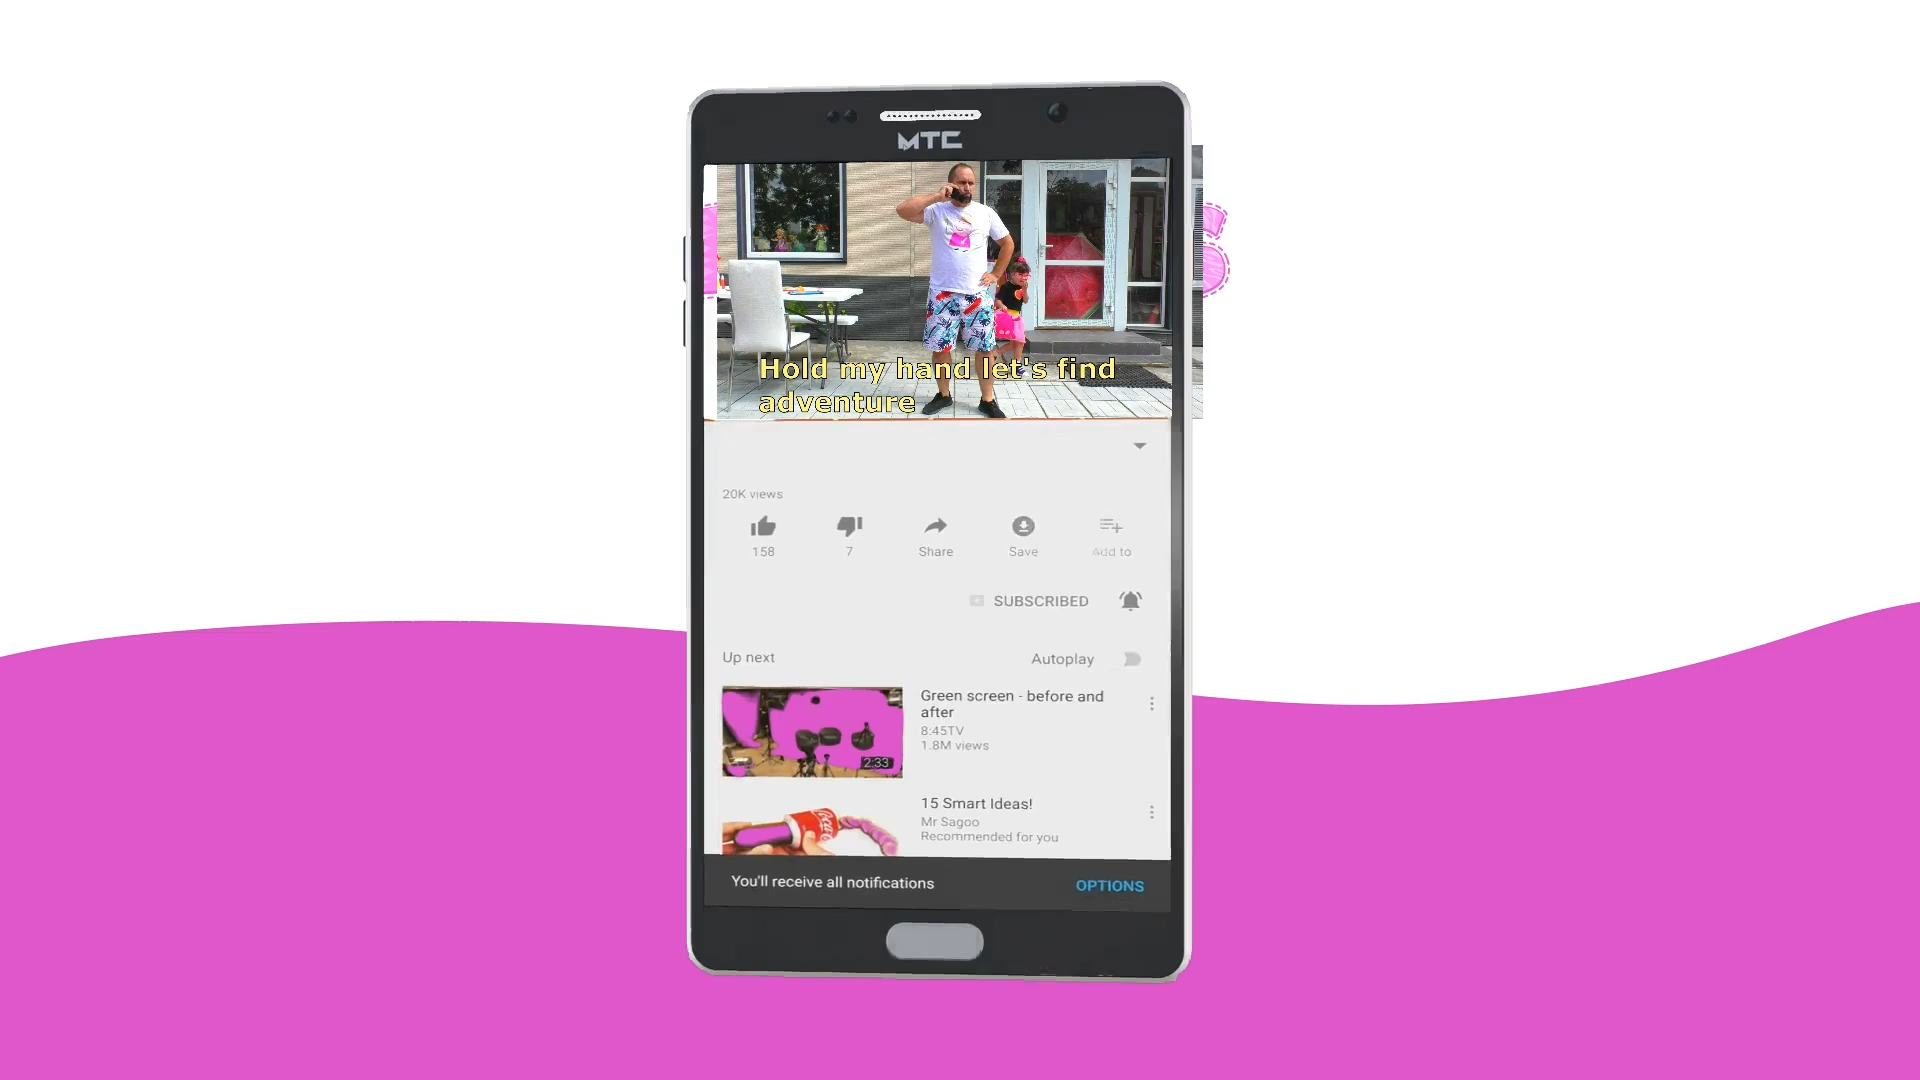 MTC
Hold my hand let's find
adventure
20K views
158
7
Share
Save
Add to
SUBSCRIBED
Up next
Autoplay
Green screen - before and
after
8:45TV
1.8M views
2:33
15 Smart Ideas!
Mr Sagoo
Recommended for you
You'll receive all notifications
OPTIONS